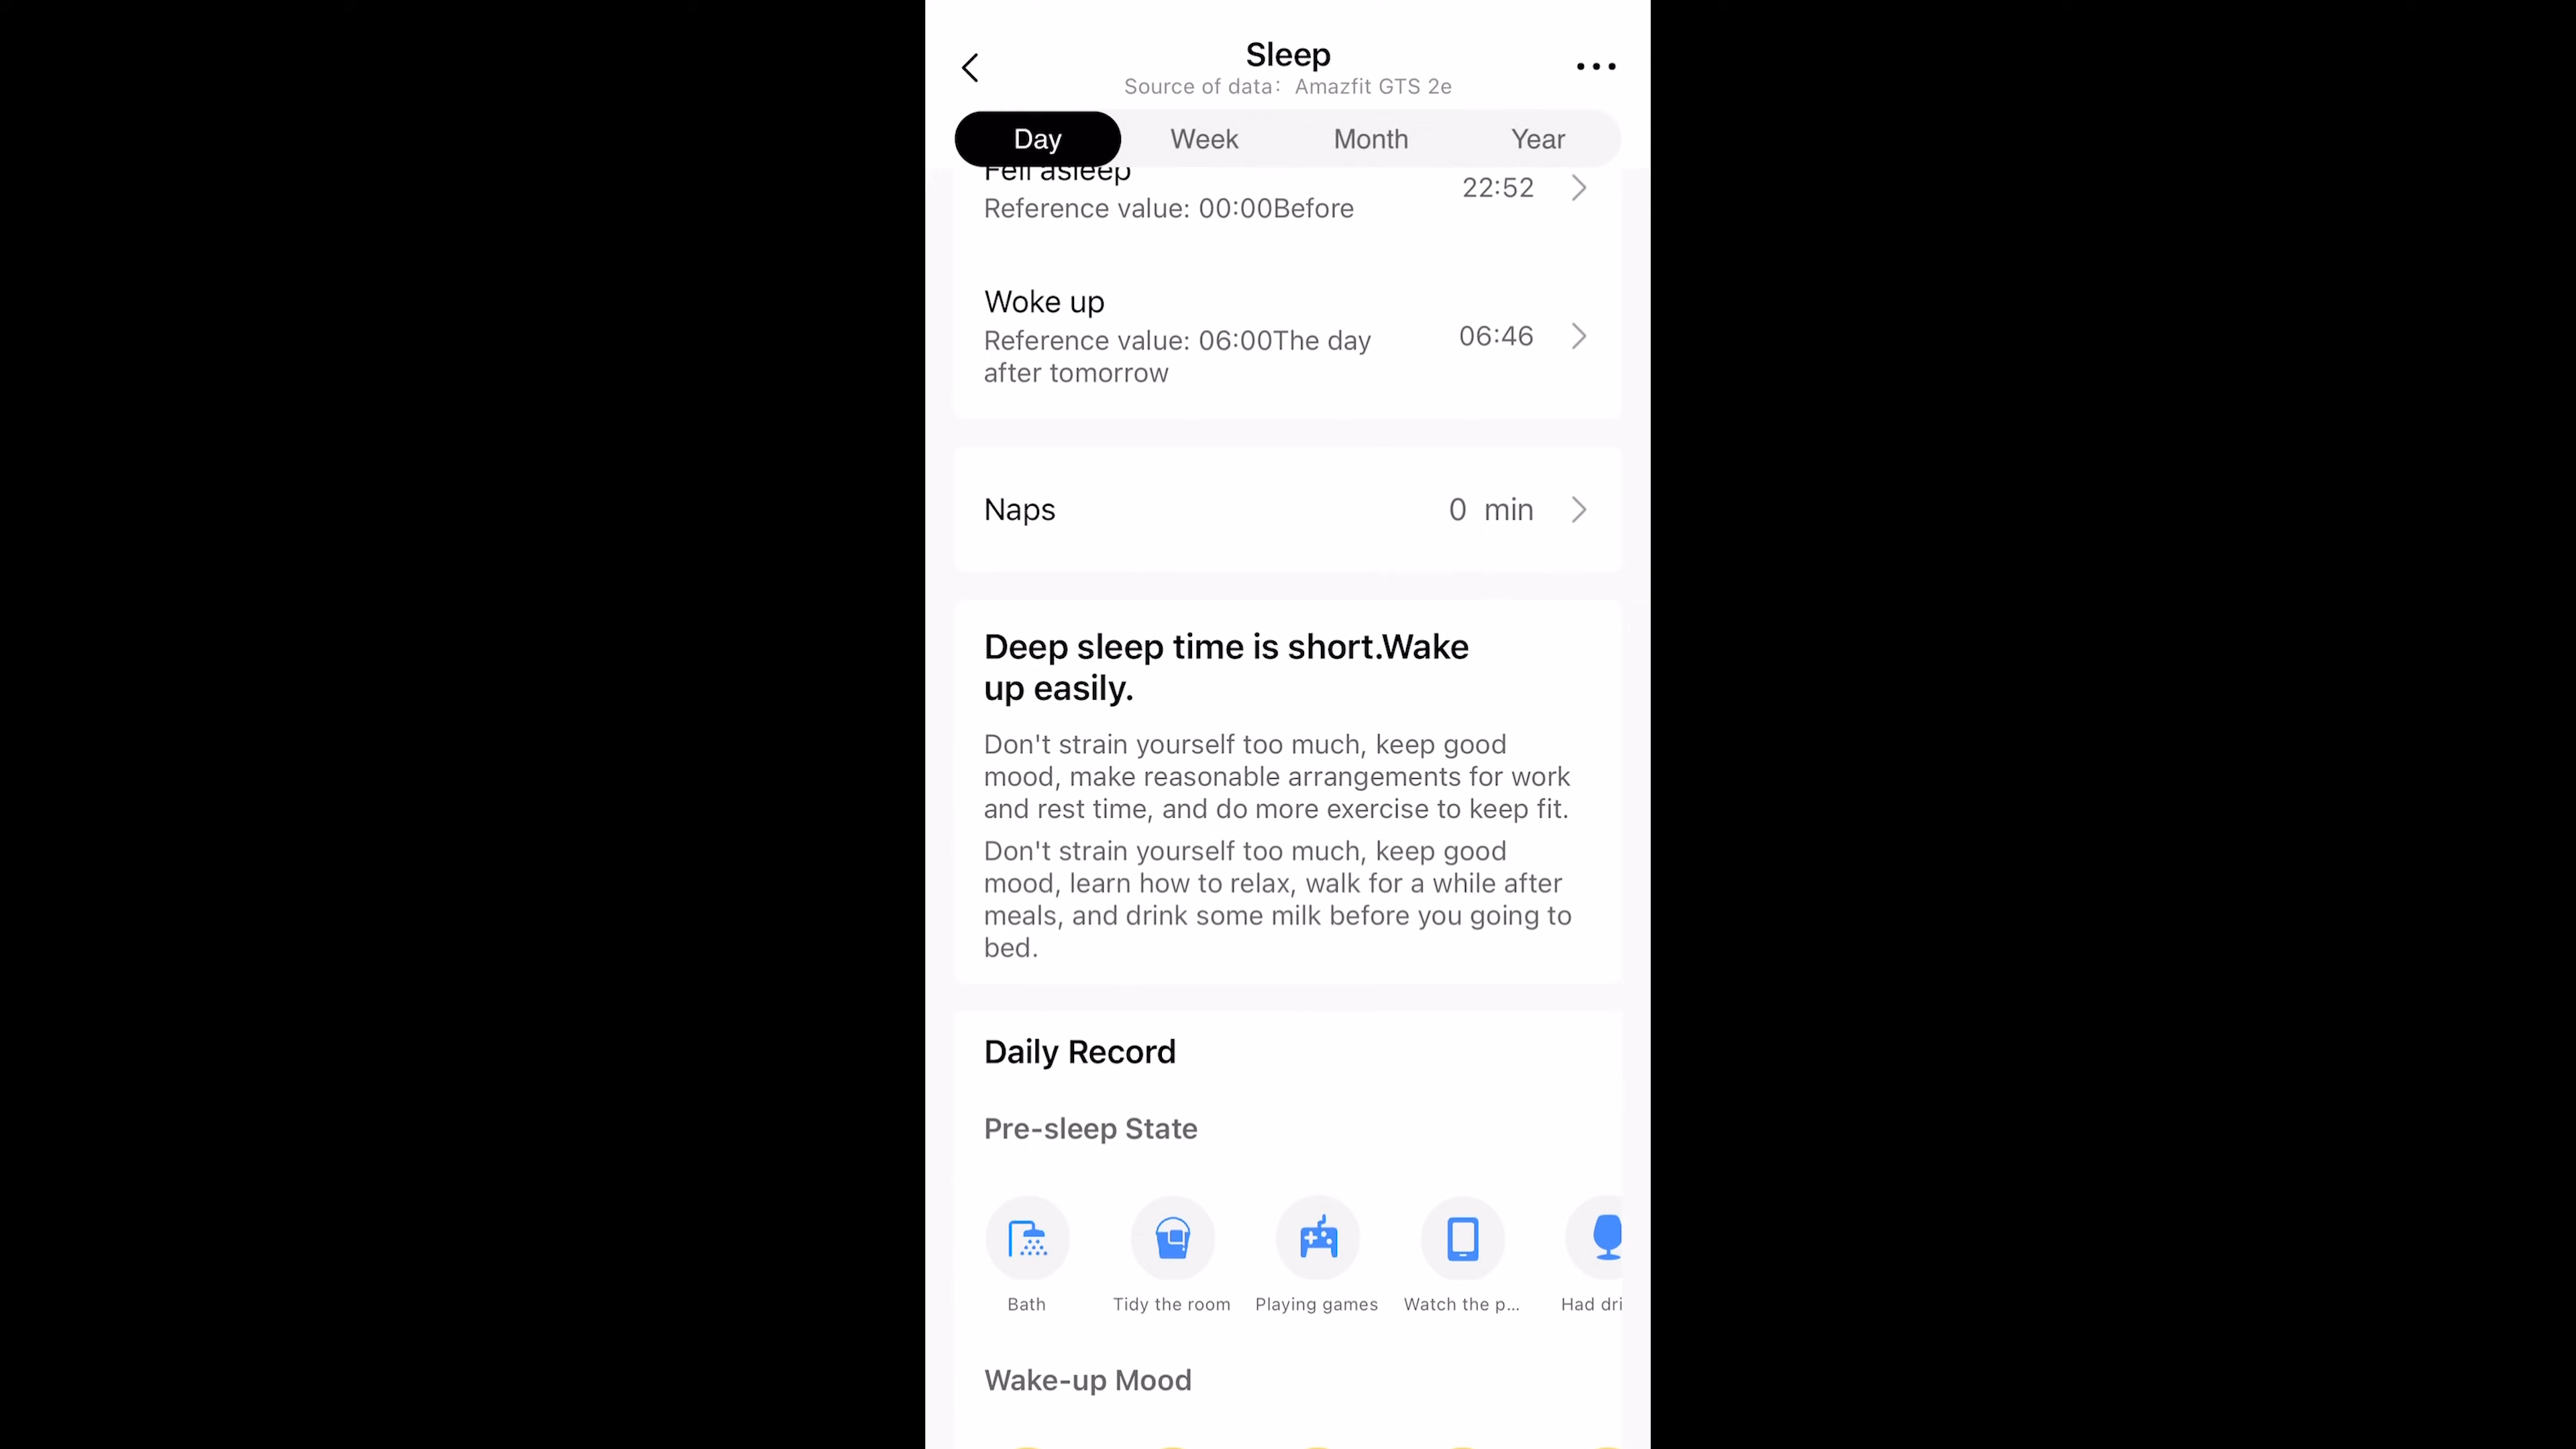 Sleep
Source of data: Amazfit GTS 2e
Day
Week
Month
Year
Fell asleep
22:52
Reference value: 00:00Before
Woke up
Reference value: 06:00The day
after tomorrow
06:46
Naps
0 min
Deep sleep time is short.Wake
up easily.
Don't strain yourself too much, keep good
mood, make reasonable arrangements for work
and rest time, and do more exercise to keep fit.
Don't strain yourself too much, keep good
mood, learn how to relax, walk for a while after
meals, and drink some milk before you going to
bed.
Daily Record
Pre-sleep State
Bath
Tidy the room
Playing games
Watch the p...
Had dri
Wake-up Mood